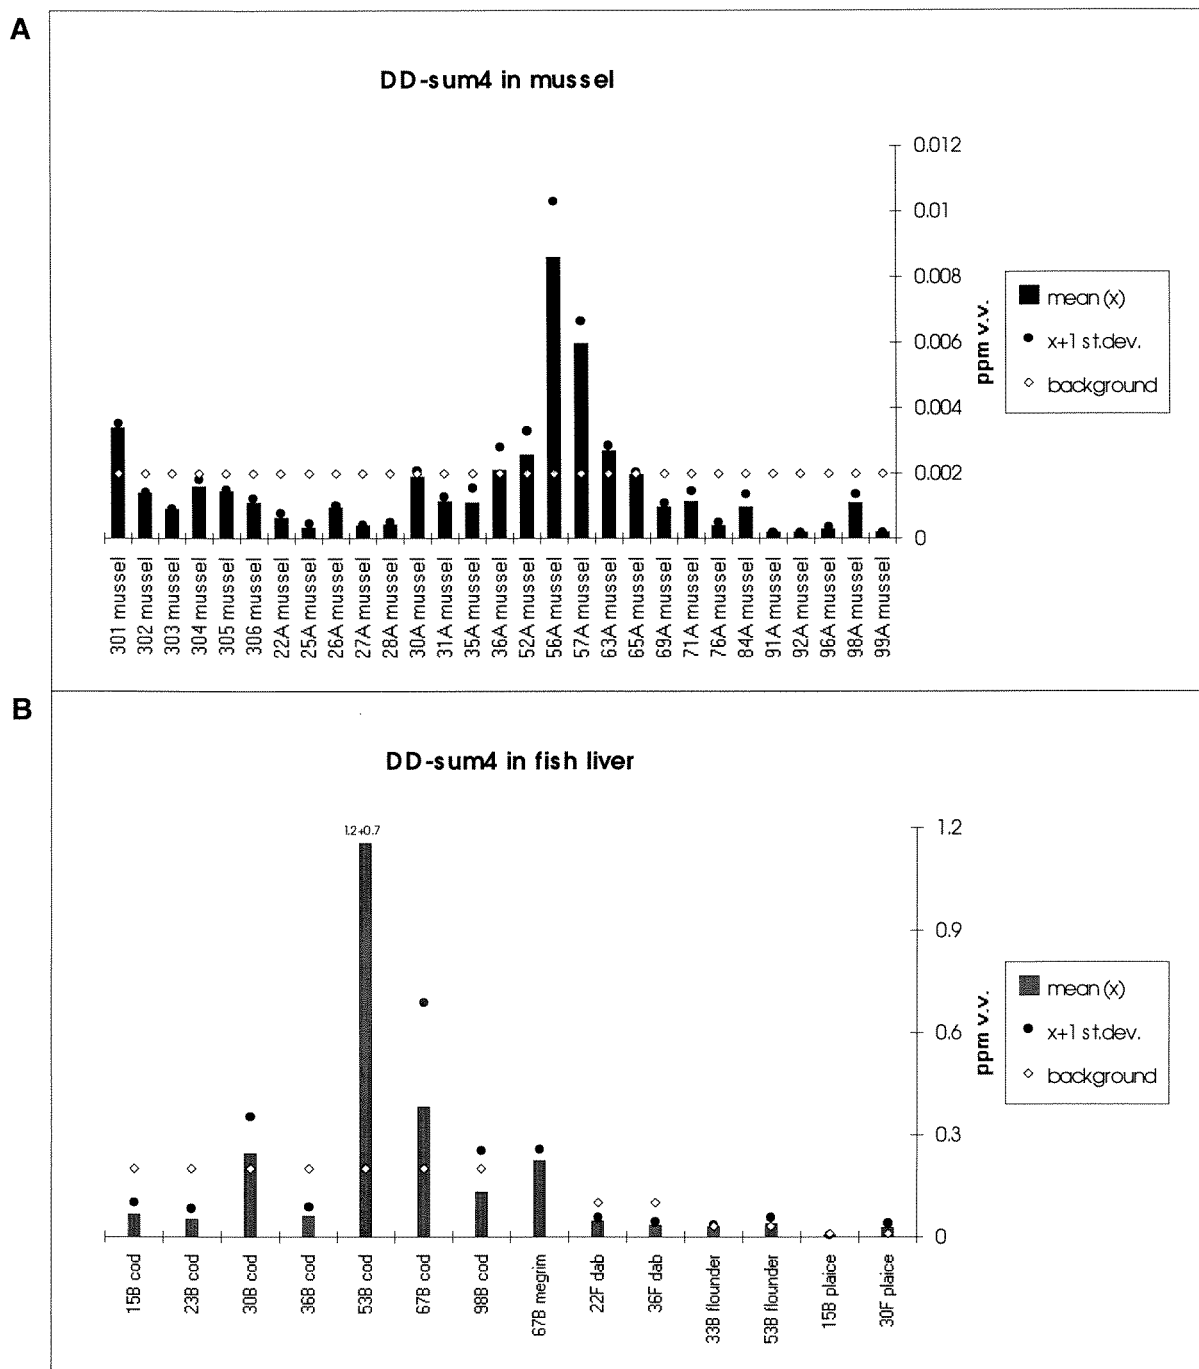 A
DD-sum4 in mussel
0.012
0.01
0.008
0.006
0.004
0.002
0
ppm v.v.
mean (x)
x+1 st.dev.
background
301 mussel
302 mussel
303 mussel
304 mussel
305 mussel
306 mussel
22A mussel
25A mussel
26A mussel
27A mussel
28A mussel
30A mussel
31A mussel
35A mussel
36A mussel
52A mussel
56A mussel
57A mussel
63A mussel
65A mussel
69A mussel
71A mussel
76A mussel
84A mussel
91A mussel
92A mussel
96A mussel
98A mussel
99A mussel
B
DD-sum4 in fish liver
1.2+0.7
1.2
0.9
0.6
0.3
0
ppm v.v.
mean (x)
x+1 st.dev.
background
15B cod
23B cod
30B cod
36B cod
53B cod
67B cod
98B cod
67B megrim
22F dab
36F dab
33B flounder
53B flounder
15B plaice
30F plaice